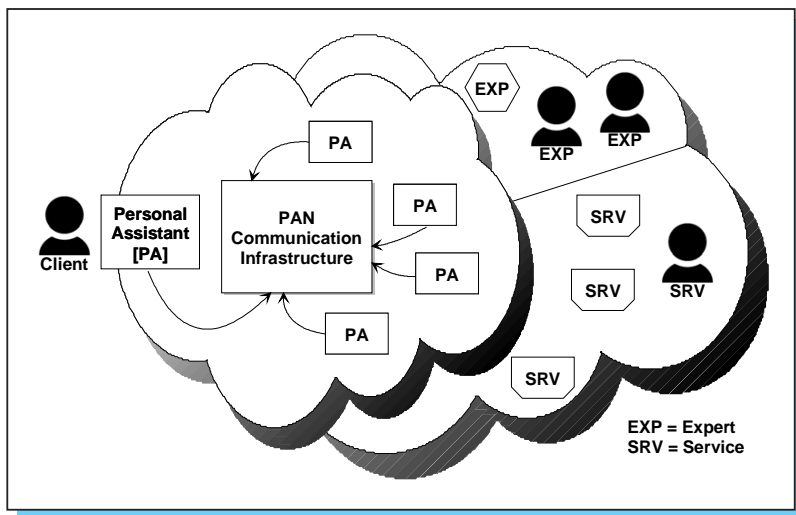 EXP
EXP
EXP
PA
Client
Personal
Assistant
[PA]
PAN
Communication
Infrastructure
PA
PA
PA
SRV
SRV
SRV
SRV
EXP = Expert
SRV = Service